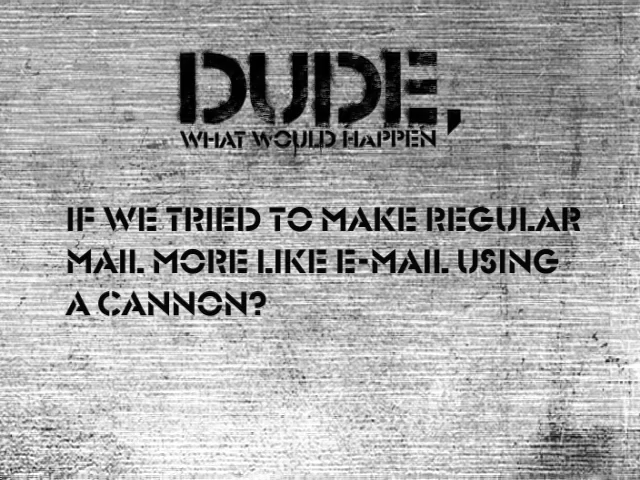 DUDE,
WHAT WOULD HAPPEN
IF WE TRIED TO MAKE REGULAR
MAIL MORE LIKE E-MAIL USING
A CANNON?